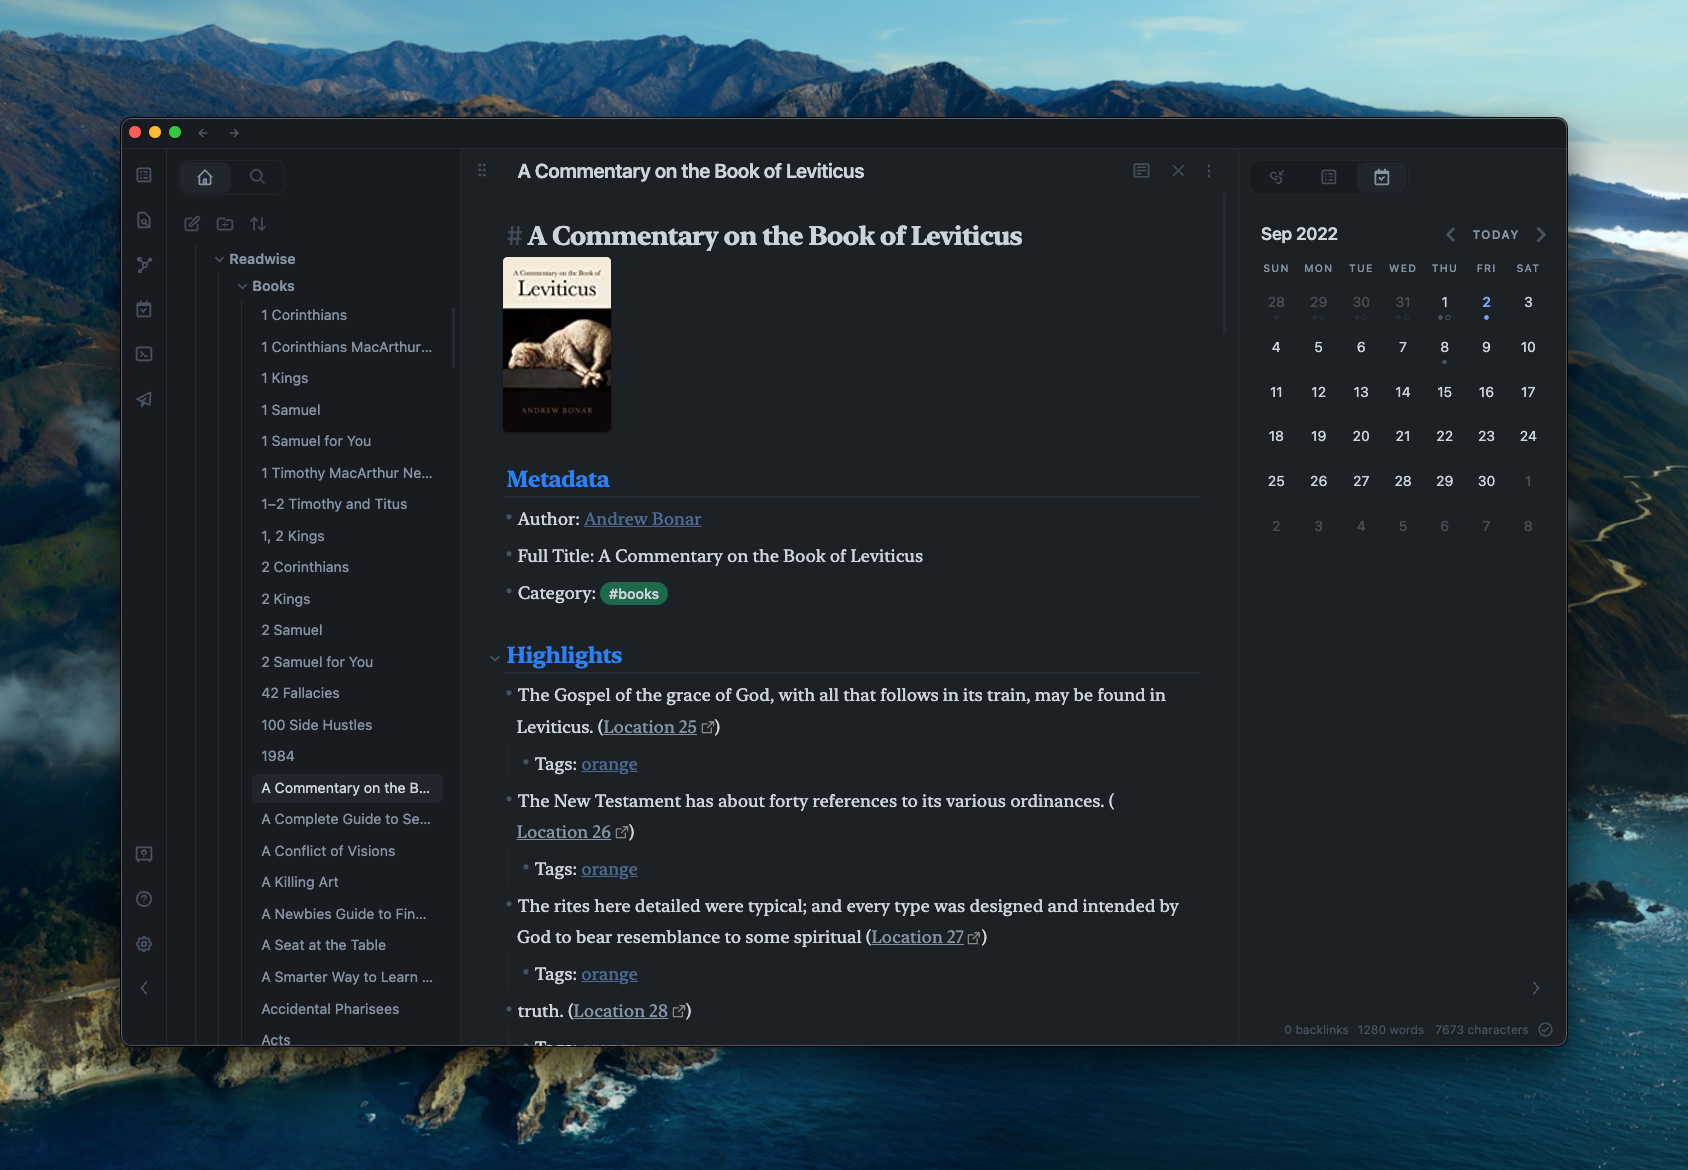 Readwise
Books
1 Corinthians
1 Corinthians MacArthur...
1 Kings
1 Samuel
1 Samuel for You
1 Timothy MacArthur Ne...
1–2 Timothy and Titus
1, 2 Kings
2 Corinthians
2 Kings
2 Samuel
2 Samuel for You
42 Fallacies
100 Side Hustles
1984
A Commentary on the B...
A Complete Guide to Se...
A Conflict of Visions
A Killing Art
A Newbies Guide to Fin...
A Seat at the Table
A Smarter Way to Learn ...
Accidental Pharisees
Acts
A Commentary on the Book of Leviticus
# A Commentary on the Book of Leviticus
A Commentary on the Book of
Leviticus
ANDREW BONAR
Metadata
• Author: Andrew Bonar
• Full Title: A Commentary on the Book of Leviticus
• Category: #books
Highlights
• The Gospel of the grace of God, with all that follows in its train, may be found in
Leviticus. (Location 25)
• Tags: orange
• The New Testament has about forty references to its various ordinances. (
Location 26)
• Tags: orange
• The rites here detailed were typical; and every type was designed and intended by
God to bear resemblance to some spiritual (Location 27)
• Tags: orange
• truth. (Location 28)
Sep 2022
TODAY
SUN MON TUE WED THU FRI SAT
28 29 30 31 1 2 3
4 5 6 7 8 9 10
11 12 13 14 15 16 17
18 19 20 21 22 23 24
25 26 27 28 29 30 1
2 3 4 5 6 7 8
0 backlinks 1280 words 7673 characters